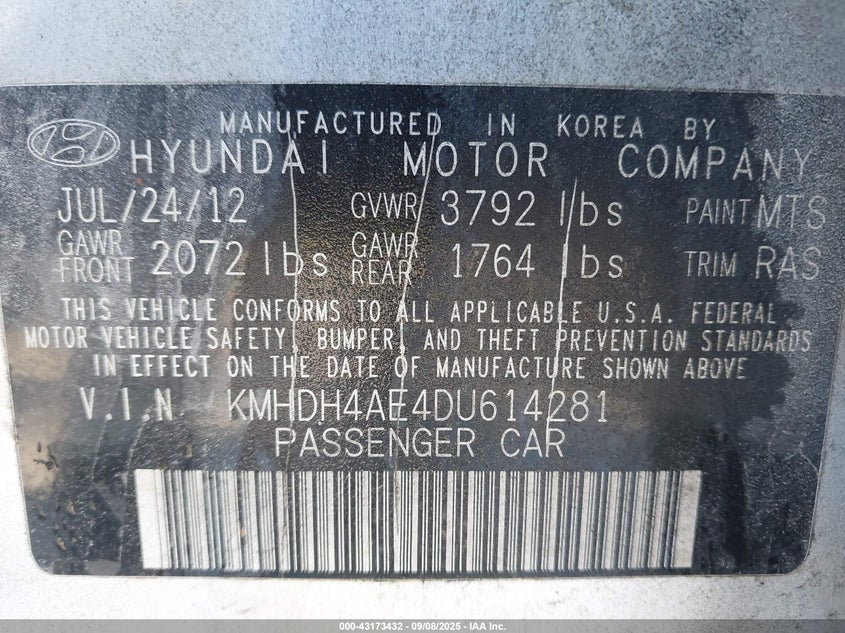 MANUFACTURED IN KOREA BY
HYUNDAI MOTOR COMPANY
JUL/24/12 GVWR 3792 lbs PAINT MTS
GAWR FRONT 2072 lbs GAWR REAR 1764 lbs TRIM RAS
THIS VEHICLE CONFORMS TO ALL APPLICABLE U.S.A. FEDERAL
MOTOR VEHICLE SAFETY, BUMPER, AND THEFT PREVENTION STANDARDS
IN EFFECT ON THE DATE OF MANUFACTURE SHOWN ABOVE
V.I.N KMHDH4AE4DU614281
PASSENGER CAR
000-43173432 - 09/08/2025 - IAA Inc.